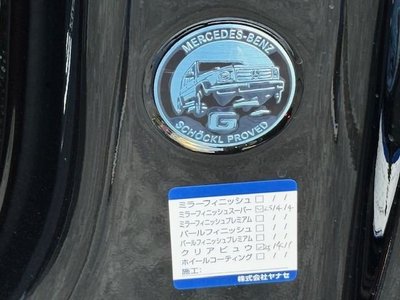 MERCEDES-BENZ
G
SCHÖCKL PROVED
ミラーフィニッシュ □ / /
ミラーフィニッシュスーパー
ミラーフィニッシュプレミアム □ / /
パールフィニッシュ □ / /
パールフィニッシュプレミアム □ / /
クリアビュウ
ホイールコーティング □ / /
施工:
株式会社ヤナセ